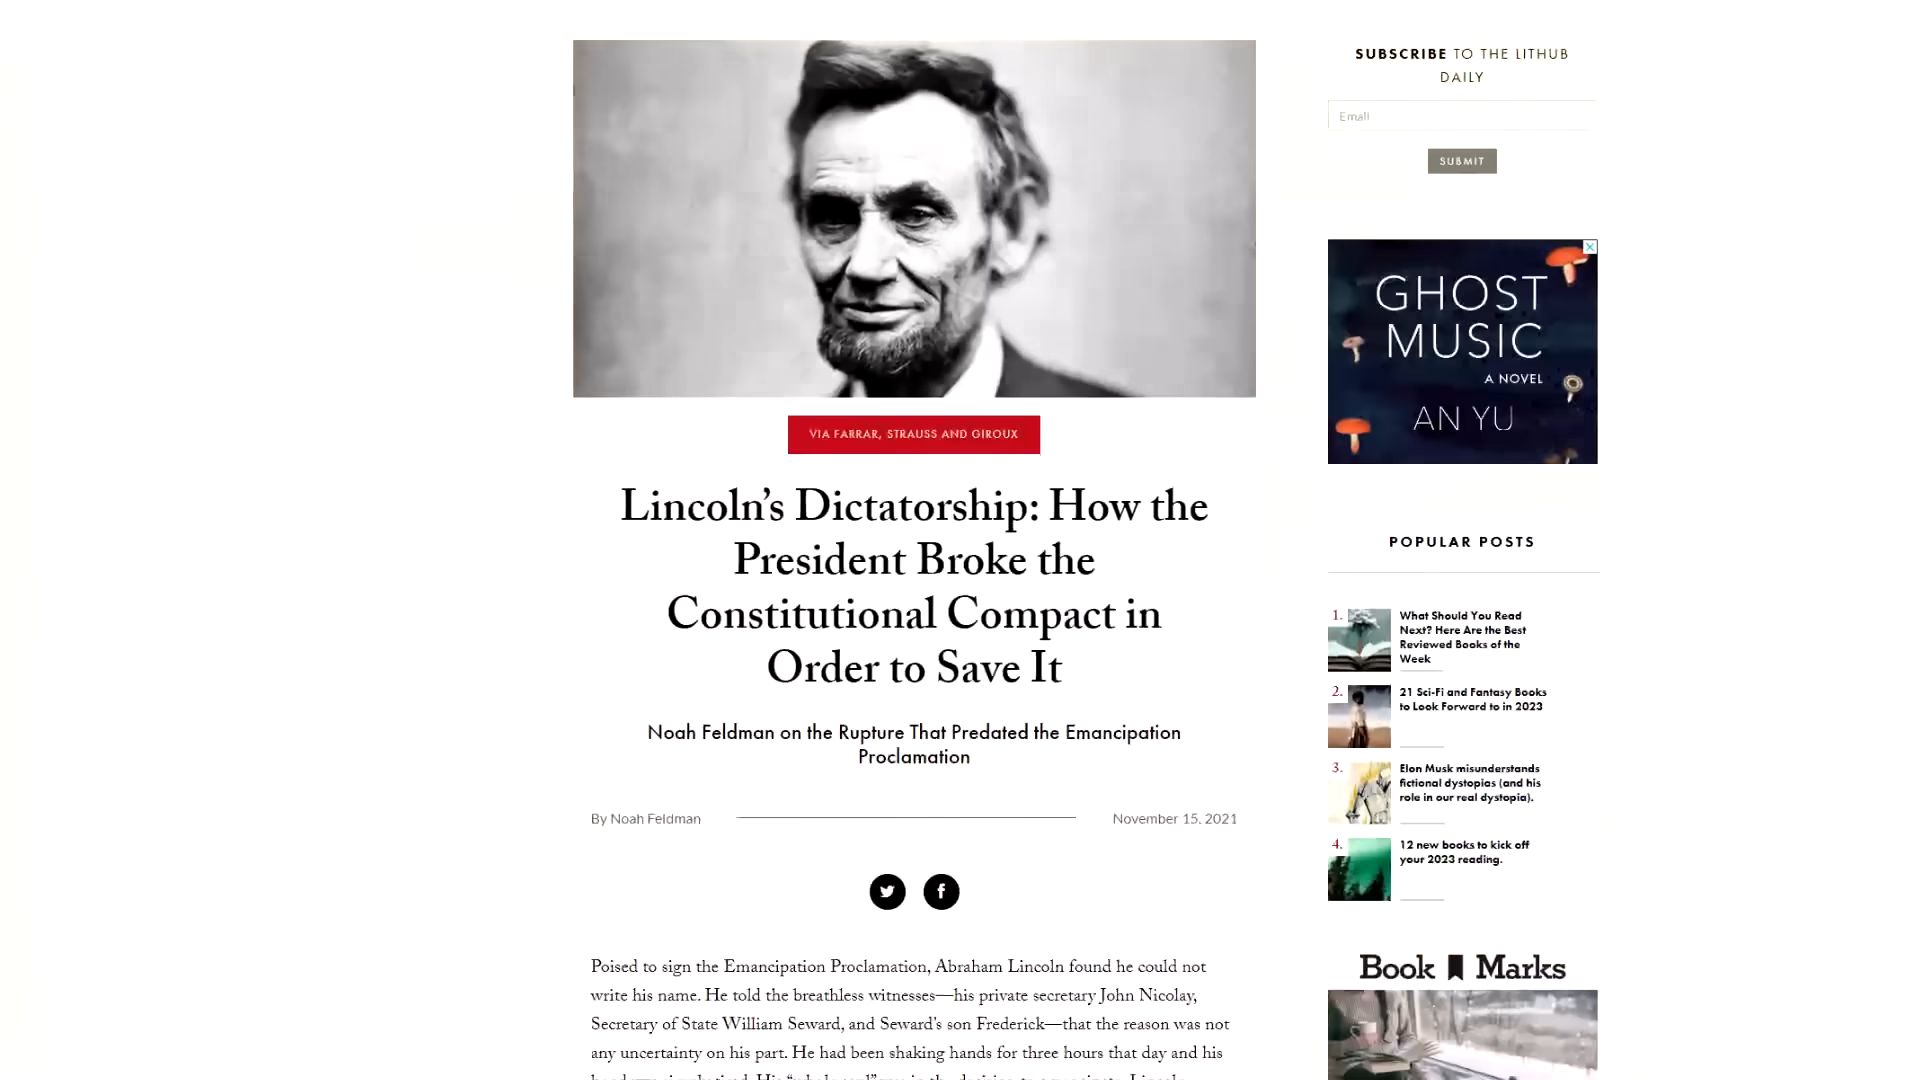 SUBSCRIBE TO THE LITHUB
DAILY
Email
SUBMIT
GHOST
MUSIC
A NOVEL
AN YU
VIA FARRAR, STRAUSS AND GIROUX
Lincoln’s Dictatorship: How the
President Broke the
Constitutional Compact in
Order to Save It
Noah Feldman on the Rupture That Predated the Emancipation
Proclamation
By Noah Feldman
November 15, 2021
Poised to sign the Emancipation Proclamation, Abraham Lincoln found he could not
write his name. He told the breathless witnesses—his private secretary John Nicolay,
Secretary of State William Seward, and Seward’s son Frederick—that the reason was not
any uncertainty on his part. He had been shaking hands for three hours that day and his
POPULAR POSTS
1.
What Should You Read
Next? Here Are the Best
Reviewed Books of the
Week
2.
21 Sci-Fi and Fantasy Books
to Look Forward to in 2023
3.
Elon Musk misunderstands
fictional dystopias (and his
role in our real dystopia).
4.
12 new books to kick off
your 2023 reading.
Book Marks